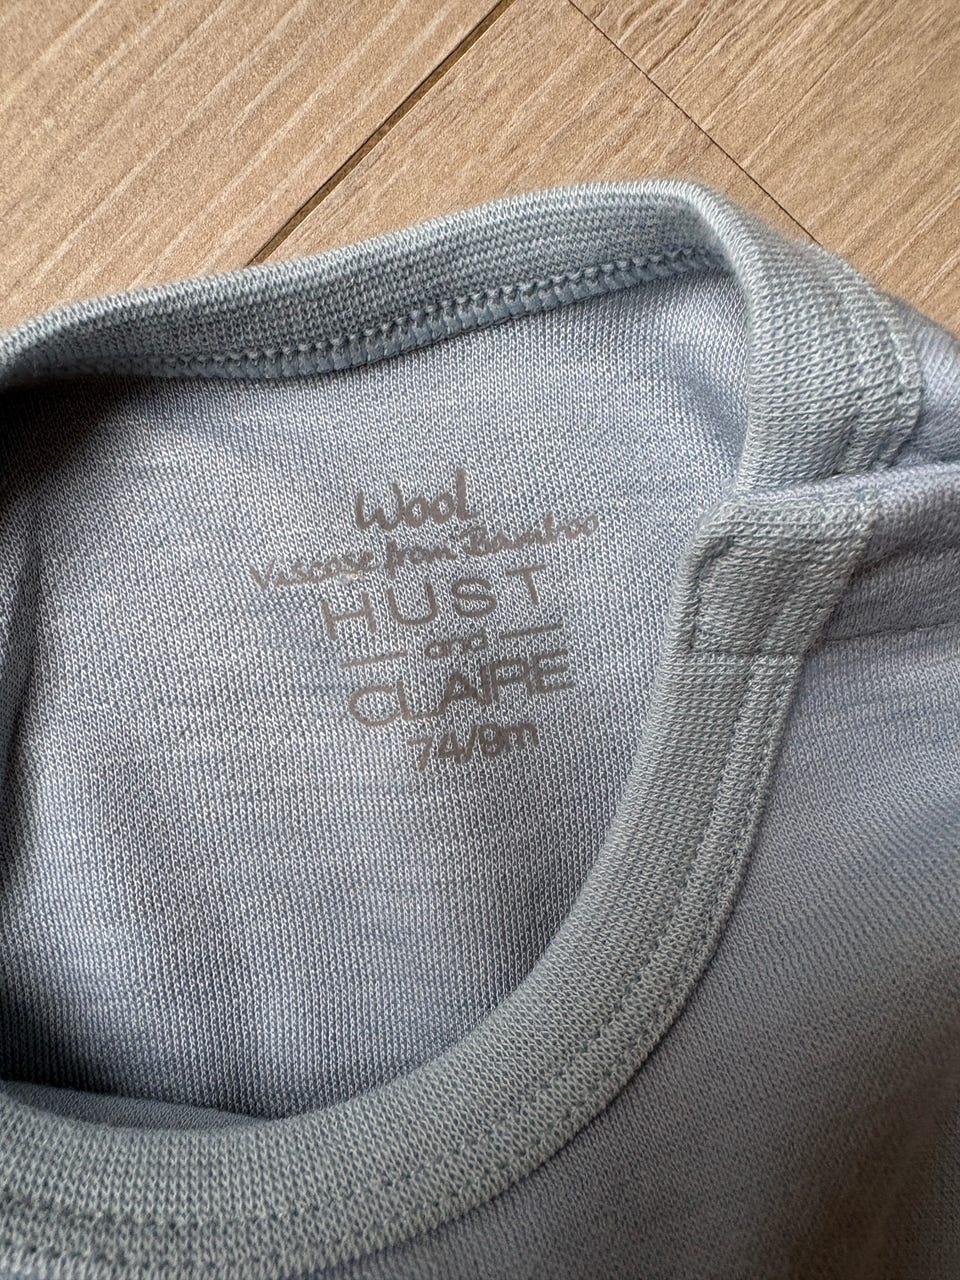 Wool
Viscose from Bamboo
HUST
and
CLAIRE
74/9m